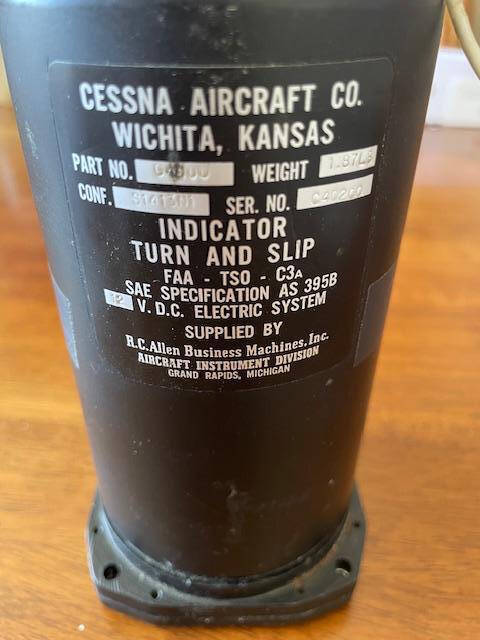 CESSNA AIRCRAFT CO.
WICHITA, KANSAS
PART NO. WEIGHT 1.87LB
CONF. S1413N1 SER. NO.
INDICATOR
TURN AND SLIP
FAA - TSO - C3A
SAE SPECIFICATION AS 395B
12 V. D.C. ELECTRIC SYSTEM
SUPPLIED BY
R.C.Allen Business Machines, Inc.
AIRCRAFT INSTRUMENT DIVISION
GRAND RAPIDS, MICHIGAN